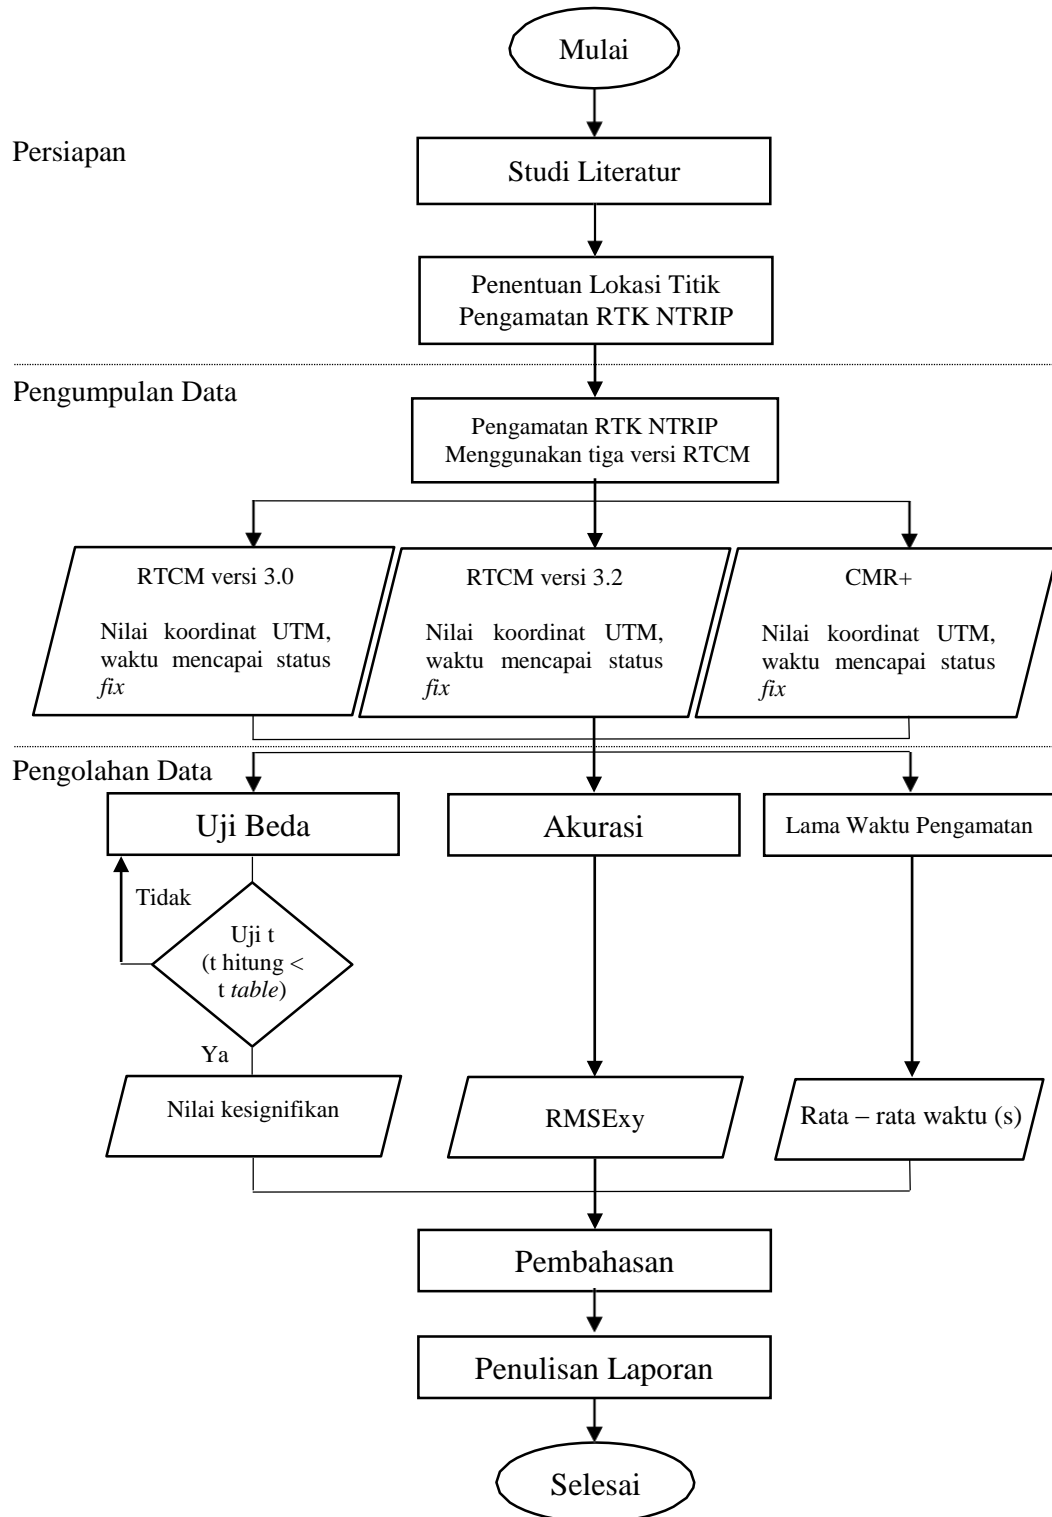 Mulai
Persiapan
Studi Literatur
Penentuan Lokasi Titik
Pengamatan RTK NTRIP
Pengumpulan Data
Pengamatan RTK NTRIP
Menggunakan tiga versi RTCM
RTCM versi 3.0
Nilai koordinat UTM,
waktu mencapai status
fix
RTCM versi 3.2
Nilai koordinat UTM,
waktu mencapai status
fix
CMR+
Nilai koordinat UTM,
waktu mencapai status
fix
Pengolahan Data
Uji Beda
Akurasi
Lama Waktu Pengamatan
Tidak
Uji t
(t hitung <
t table)
Ya
Nilai kesignifikan
RMSExy
Rata – rata waktu (s)
Pembahasan
Penulisan Laporan
Selesai